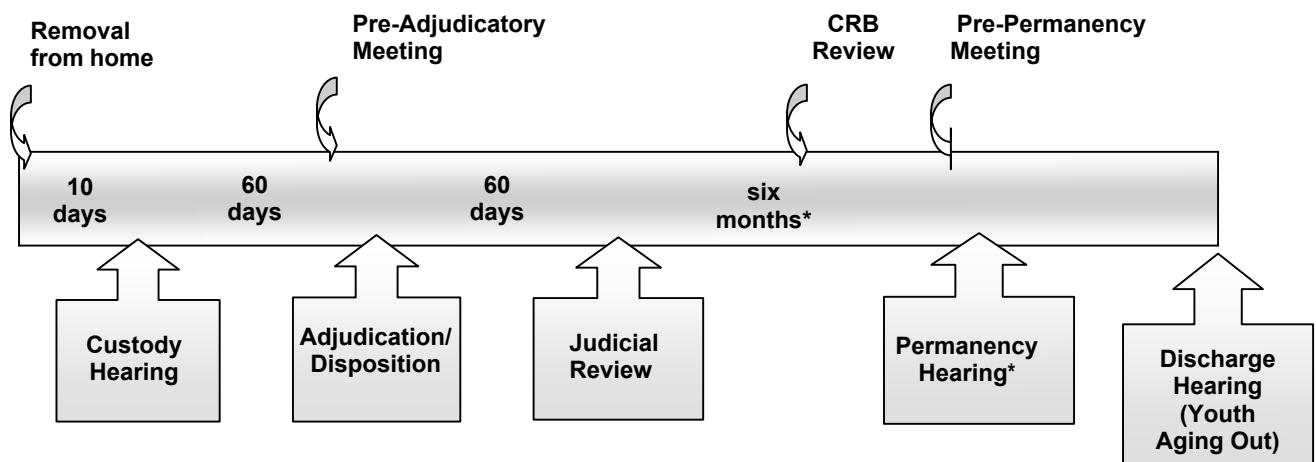 Removal
from home
Pre-Adjudicatory
Meeting
CRB
Review
Pre-Permanency
Meeting
10
days
60
days
60
days
six
months*
Custody
Hearing
Adjudication/
Disposition
Judicial
Review
Permanency
Hearing*
Discharge
Hearing
(Youth
Aging Out)